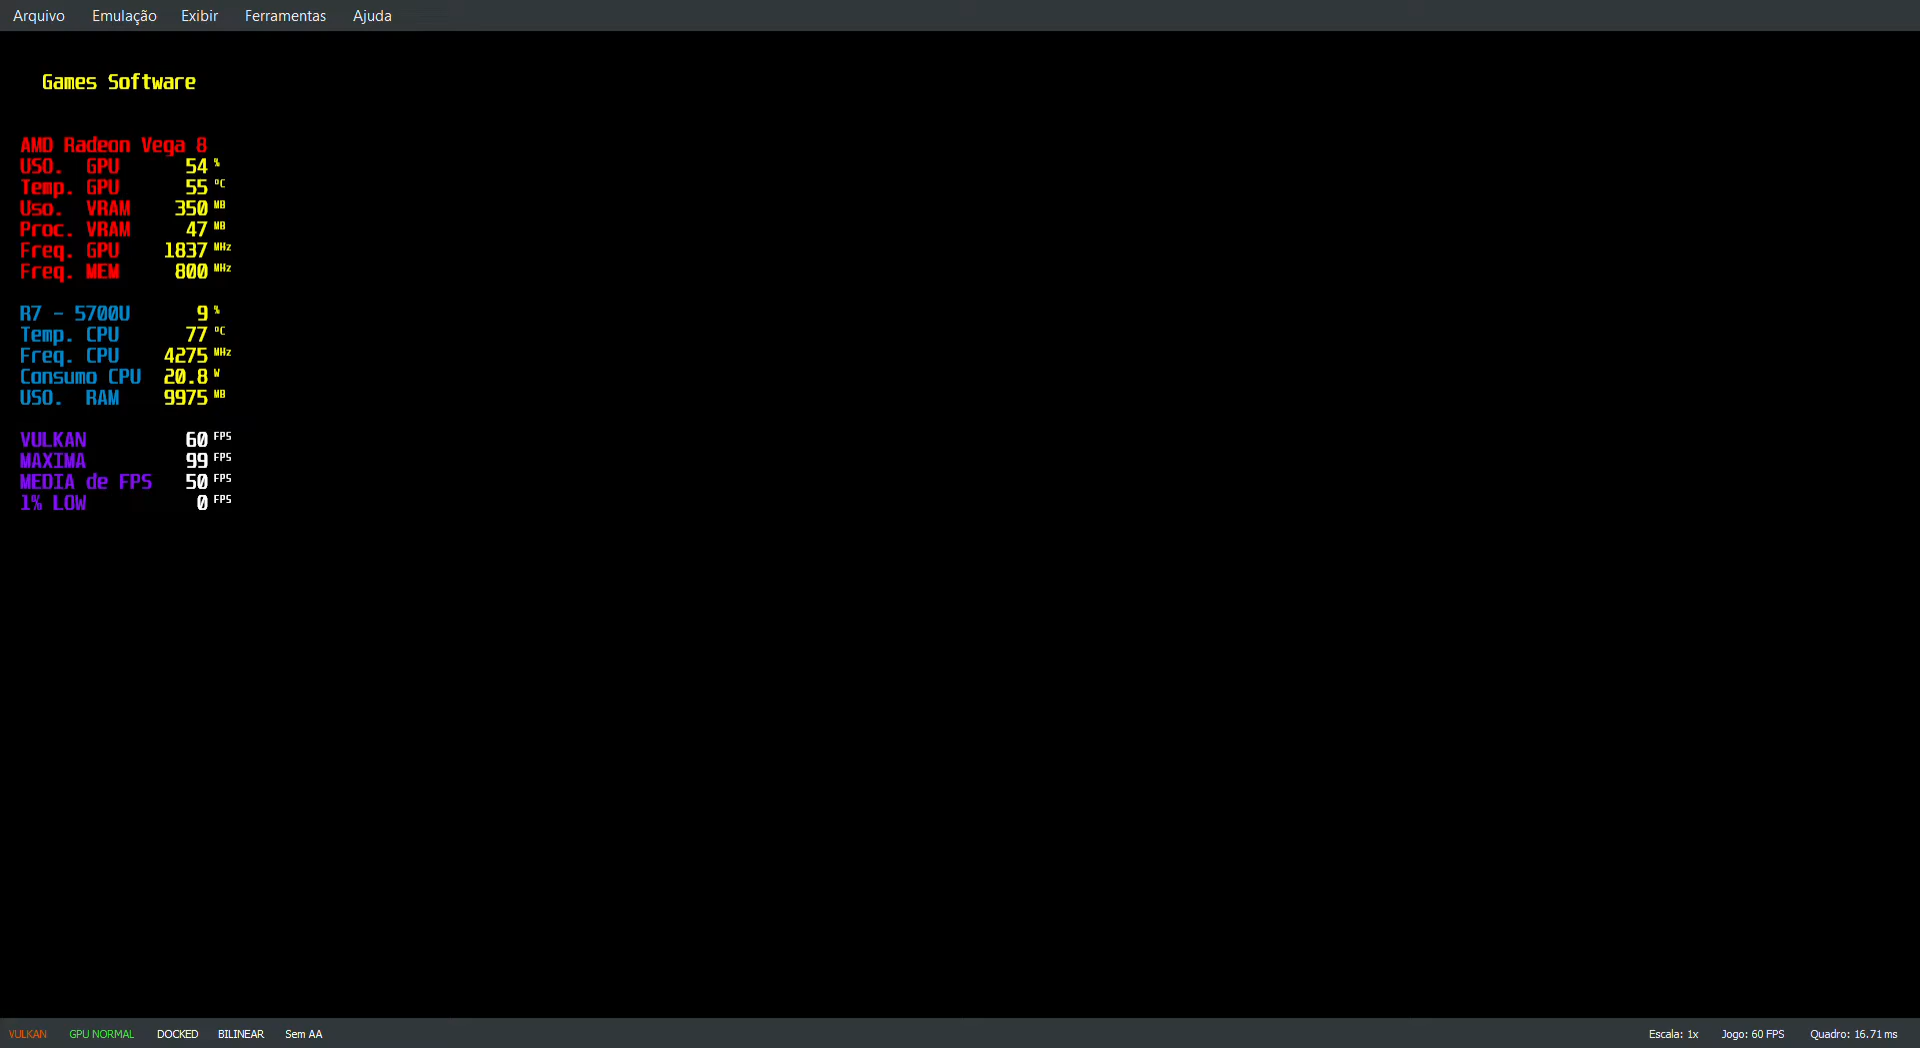 Arquivo Emulação Exibir Ferramentas Ajuda
Games Software
AMD Radeon Vega 8
USO. GPU 54 %
Temp. GPU 55 ºC
Uso. VRAM 350 MB
Proc. VRAM 47 MB
Freq. GPU 1837 MHz
Freq. MEM 800 MHz
R7 - 5700U 9 %
Temp. CPU 77 ºC
Freq. CPU 4275 MHz
Consumo CPU 20.8 W
USO. RAM 9975 MB
VULKAN 60 FPS
MAXIMA 99 FPS
MEDIA de FPS 50 FPS
1% LOW 0 FPS
VULKAN GPU NORMAL DOCKED BILINEAR Sem AA Escala: 1x Jogo: 60 FPS Quadro: 16.71 ms